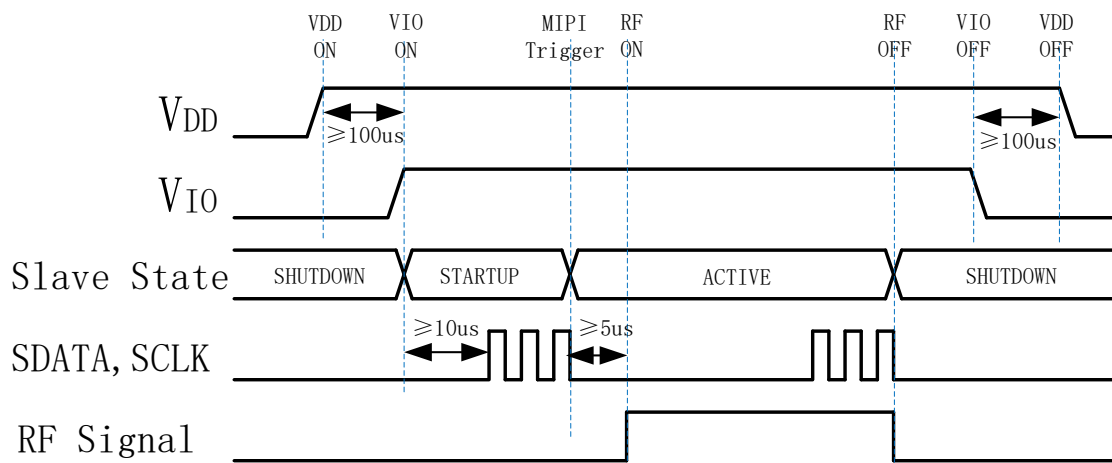 VDD VIO MIPI RF RF VIO VDD
ON ON Trigger ON OFF OFF OFF
VDD
≥100us ≥100us
VIO
Slave State SHUTDOWN STARTUP ACTIVE SHUTDOWN
≥10us ≥5us
SDATA, SCLK
RF Signal